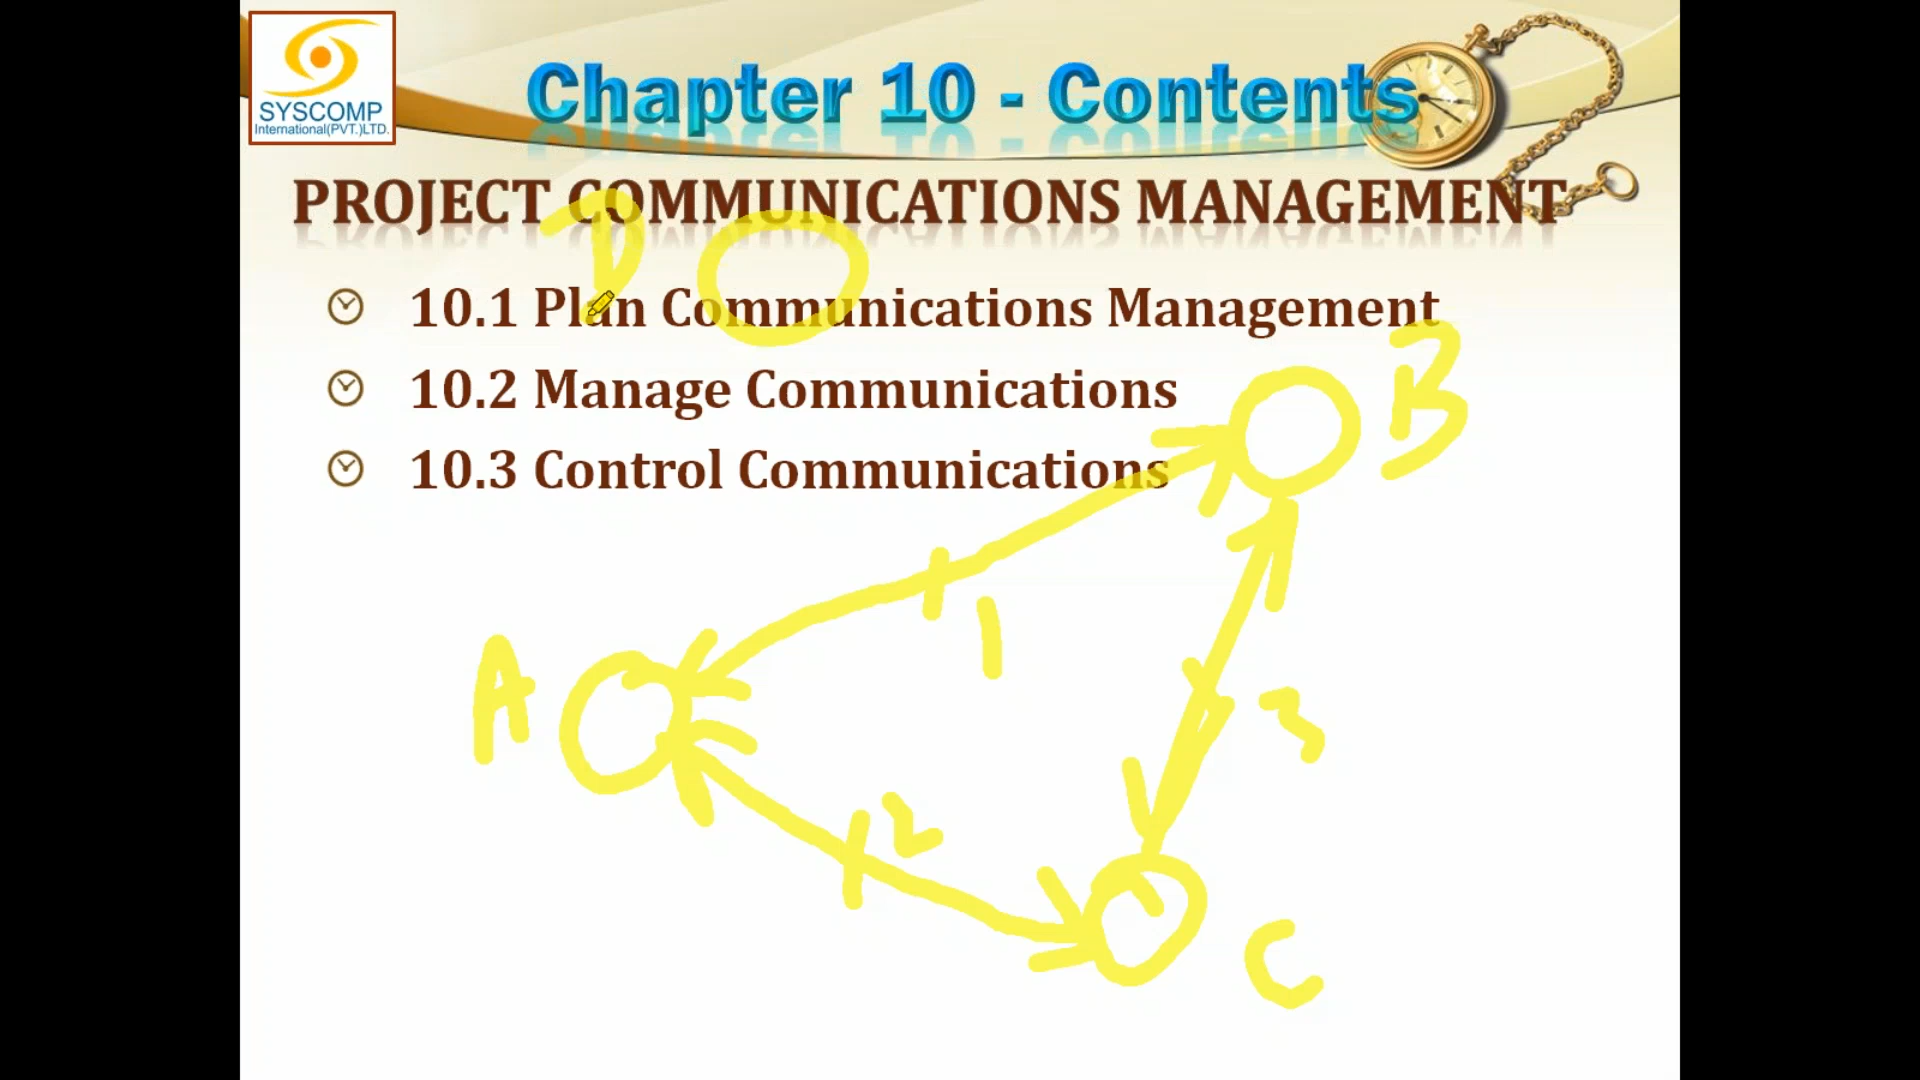 SYSCOMP
International(PVT.)LTD.
Chapter 10 - Contents
PROJECT COMMUNICATIONS MANAGEMENT
D
10.1 Plan Communications Management
B
10.2 Manage Communications
10.3 Control Communications
1
A
3
2
C